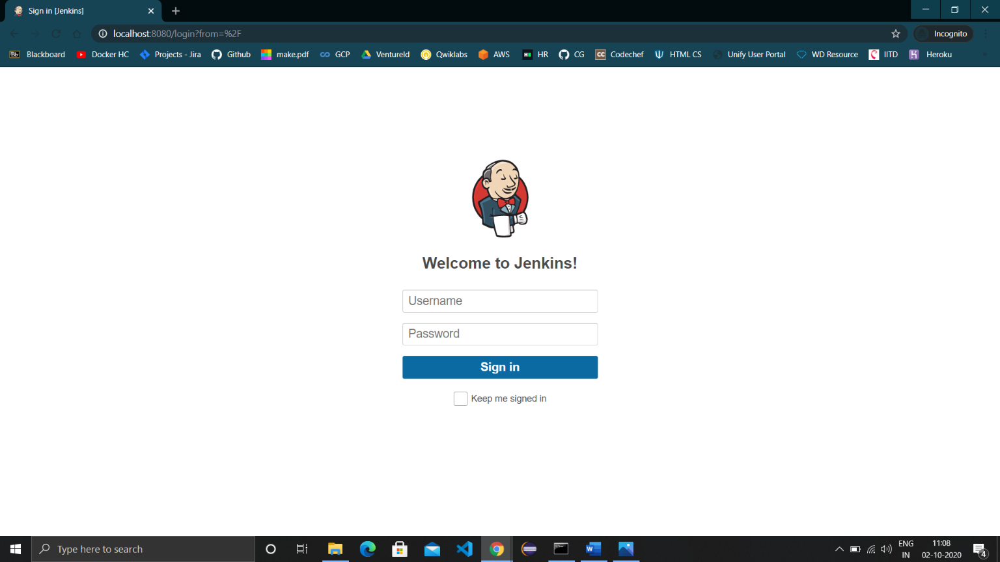 Sign in [Jenkins]
localhost:8080/login?from=%2F
Incognito
Blackboard Docker HC Projects - Jira Github make.pdf GCP Ventureld Qwiklabs AWS HR CG Codechef HTML CS Unify User Portal WD Resource IITD Heroku
Welcome to Jenkins!
Username
Password
Sign in
Keep me signed in
Type here to search
ENG
IN
11:08
02-10-2020
4